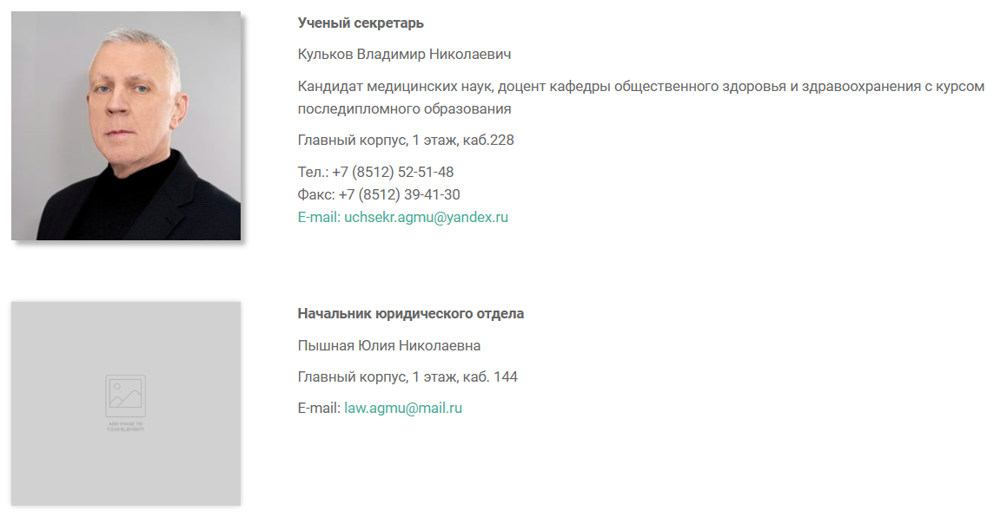 Ученый секретарь
Кульков Владимир Николаевич
Кандидат медицинских наук, доцент кафедры общественного здоровья и здравоохранения с курсом
последипломного образования
Главный корпус, 1 этаж, каб.228
Тел.: +7 (8512) 52-51-48
Факс: +7 (8512) 39-41-30
E-mail: uchsekr.agmu@yandex.ru
ADD IMAGE TO
YOUR ELEMENT!
Начальник юридического отдела
Пышная Юлия Николаевна
Главный корпус, 1 этаж, каб. 144
E-mail: law.agmu@mail.ru